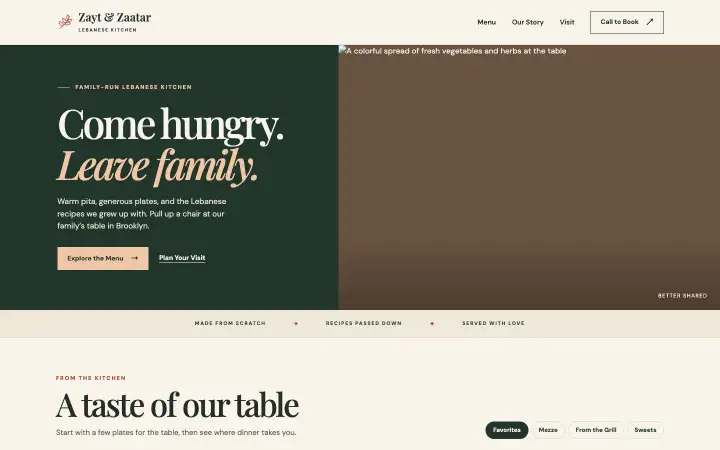 Zayt & Zaatar
LEBANESE KITCHEN
Menu
Our Story
Visit
Call to Book
FAMILY-RUN LEBANESE KITCHEN
Come hungry.
Leave family.
Warm pita, generous plates, and the Lebanese
recipes we grew up with. Pull up a chair at our
family's table in Brooklyn.
Explore the Menu
Plan Your Visit
A colorful spread of fresh vegetables and herbs at the table
BETTER SHARED
MADE FROM SCRATCH
RECIPES PASSED DOWN
SERVED WITH LOVE
FROM THE KITCHEN
A taste of our table
Start with a few plates for the table, then see where dinner takes you.
Favorites
Mezze
From the Grill
Sweets